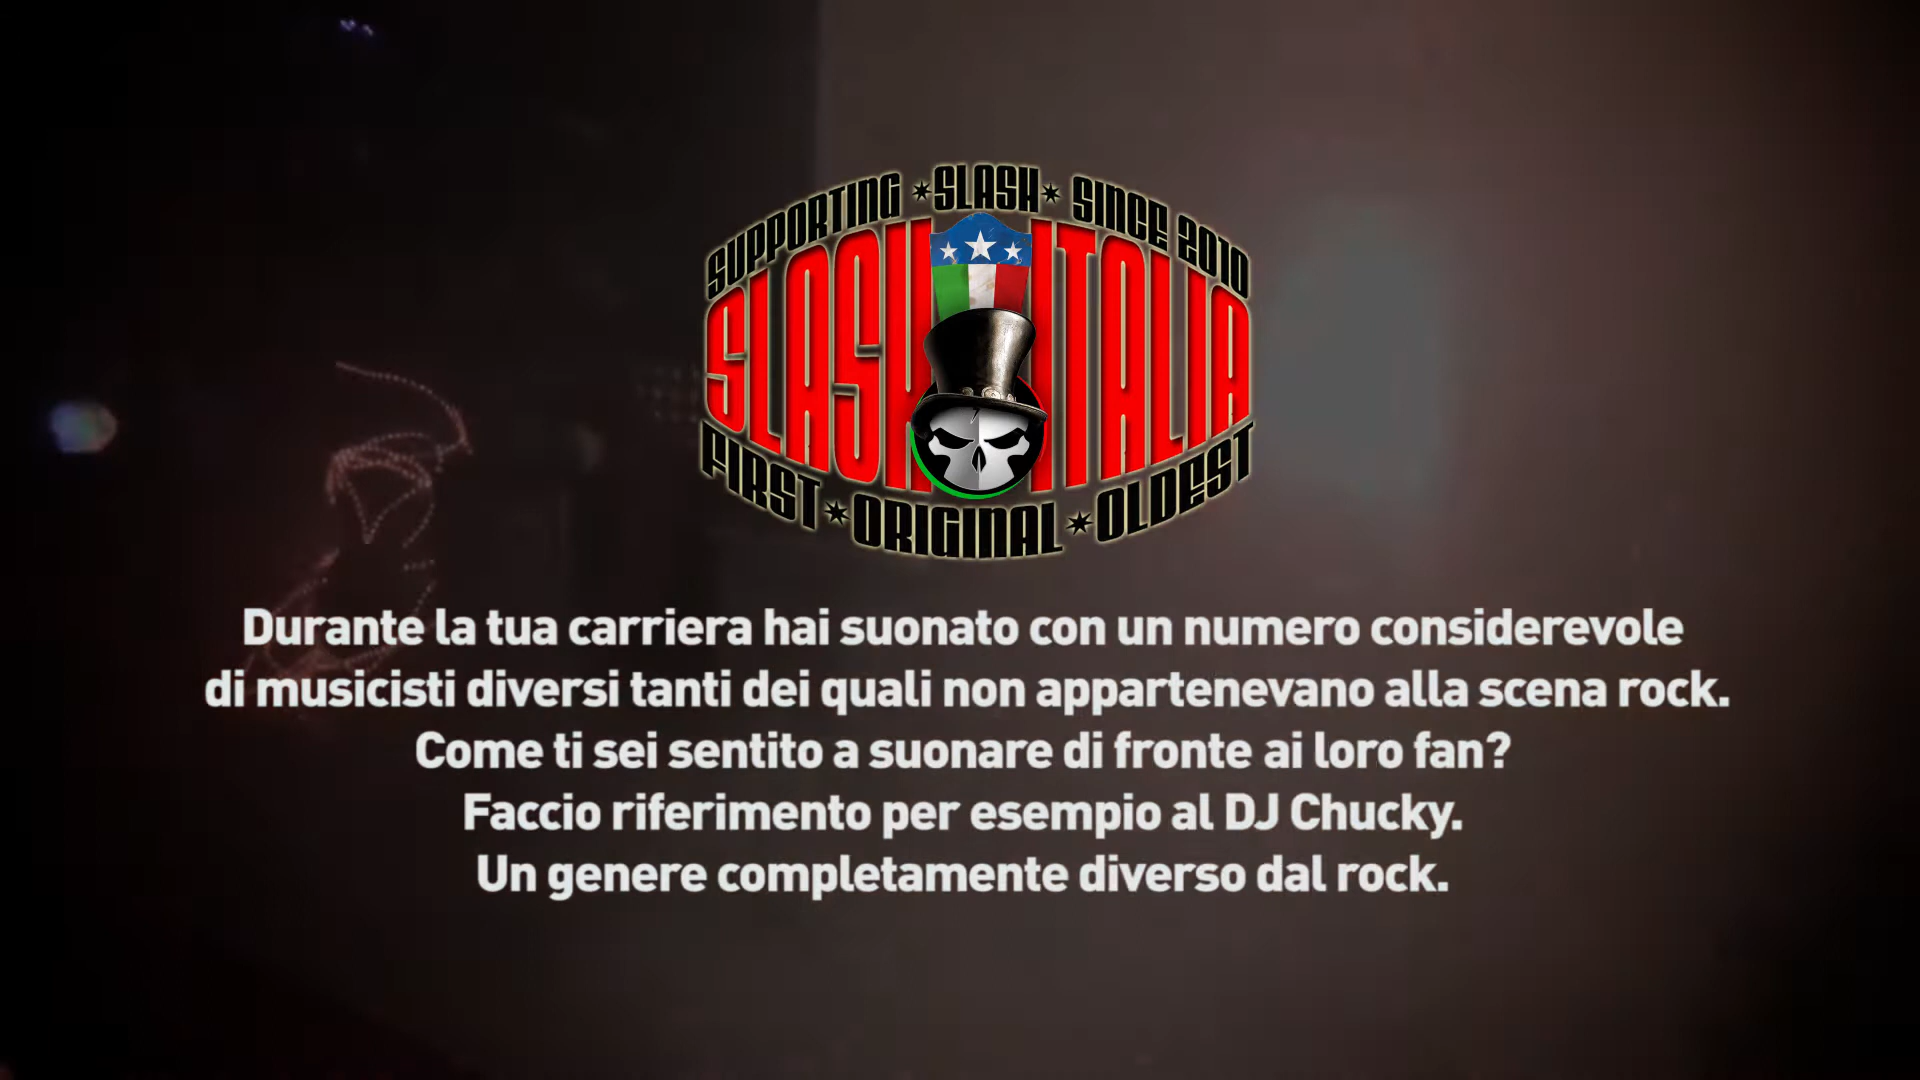 SUPPORTING * SLASH * SINCE 2010
SLASH ITALIA
FIRST * ORIGINAL * OLDEST
Durante la tua carriera hai suonato con un numero considerevole
di musicisti diversi tanti dei quali non appartenevano alla scena rock.
Come ti sei sentito a suonare di fronte ai loro fan?
Faccio riferimento per esempio al DJ Chucky.
Un genere completamente diverso dal rock.